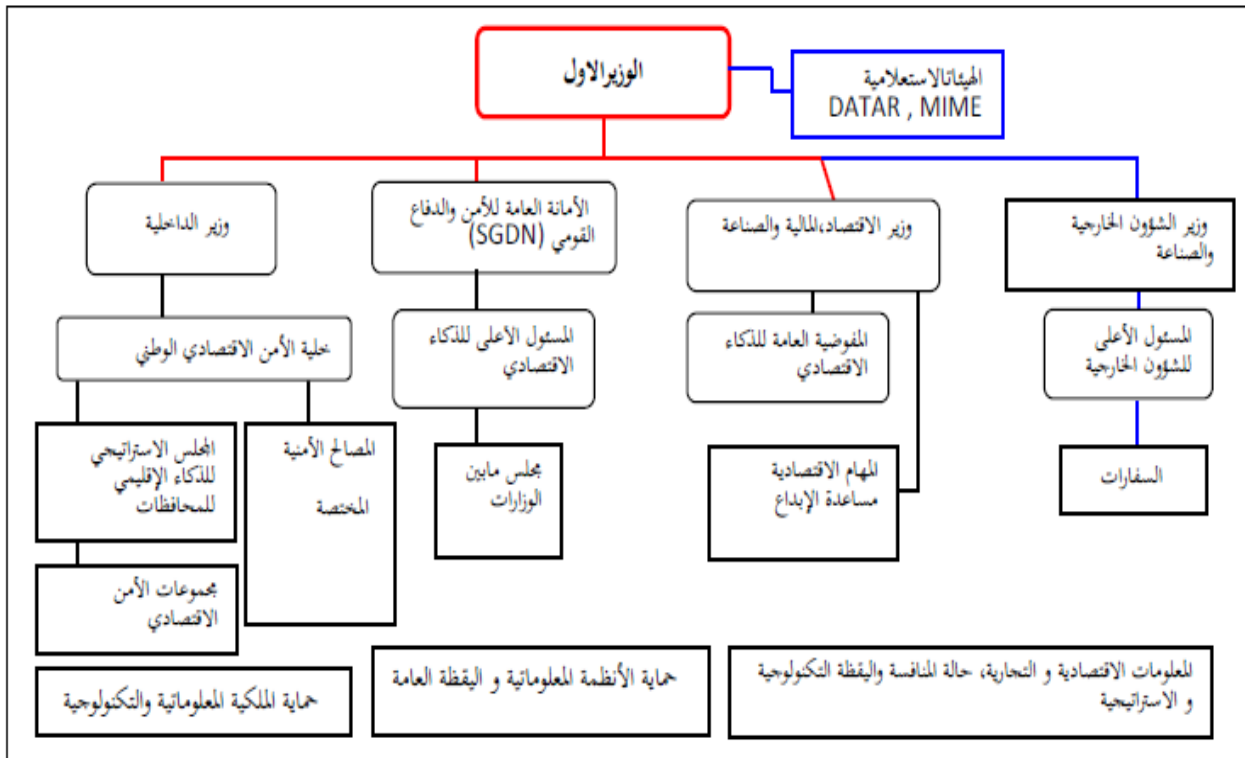 الوزيرالاول
الهيئاتالاستعلامية
DATAR , MIME
وزير الداخلية
الأمانة العامة للأمن والدفاع
القومي (SGDN)
وزير الاقتصاد،المالية والصناعة
وزير الشؤون الخارجية
والصناعة
خلية الأمن الاقتصادي الوطني
المسئول الأعلى للذكاء
الاقتصادي
المفوضية العامة للذكاء
الاقتصادي
المسئول الأعلى
للشؤون الخارجية
المجلس الاستراتيجي
للذكاء الإقليمي
للمحافظات
المصالح الأمنية
المختصة
مجلس مابين
الوزارات
المهام الاقتصادية
مساعدة الإبداع
السفارات
مجموعات الأمن
الاقتصادي
حماية الملكية المعلوماتية والتكنولوجية
حماية الأنظمة المعلوماتية و اليقظة العامة
المعلومات الاقتصادية و التجارية، حالة المنافسة واليقظة التكنولوجية
و الاستراتيجية